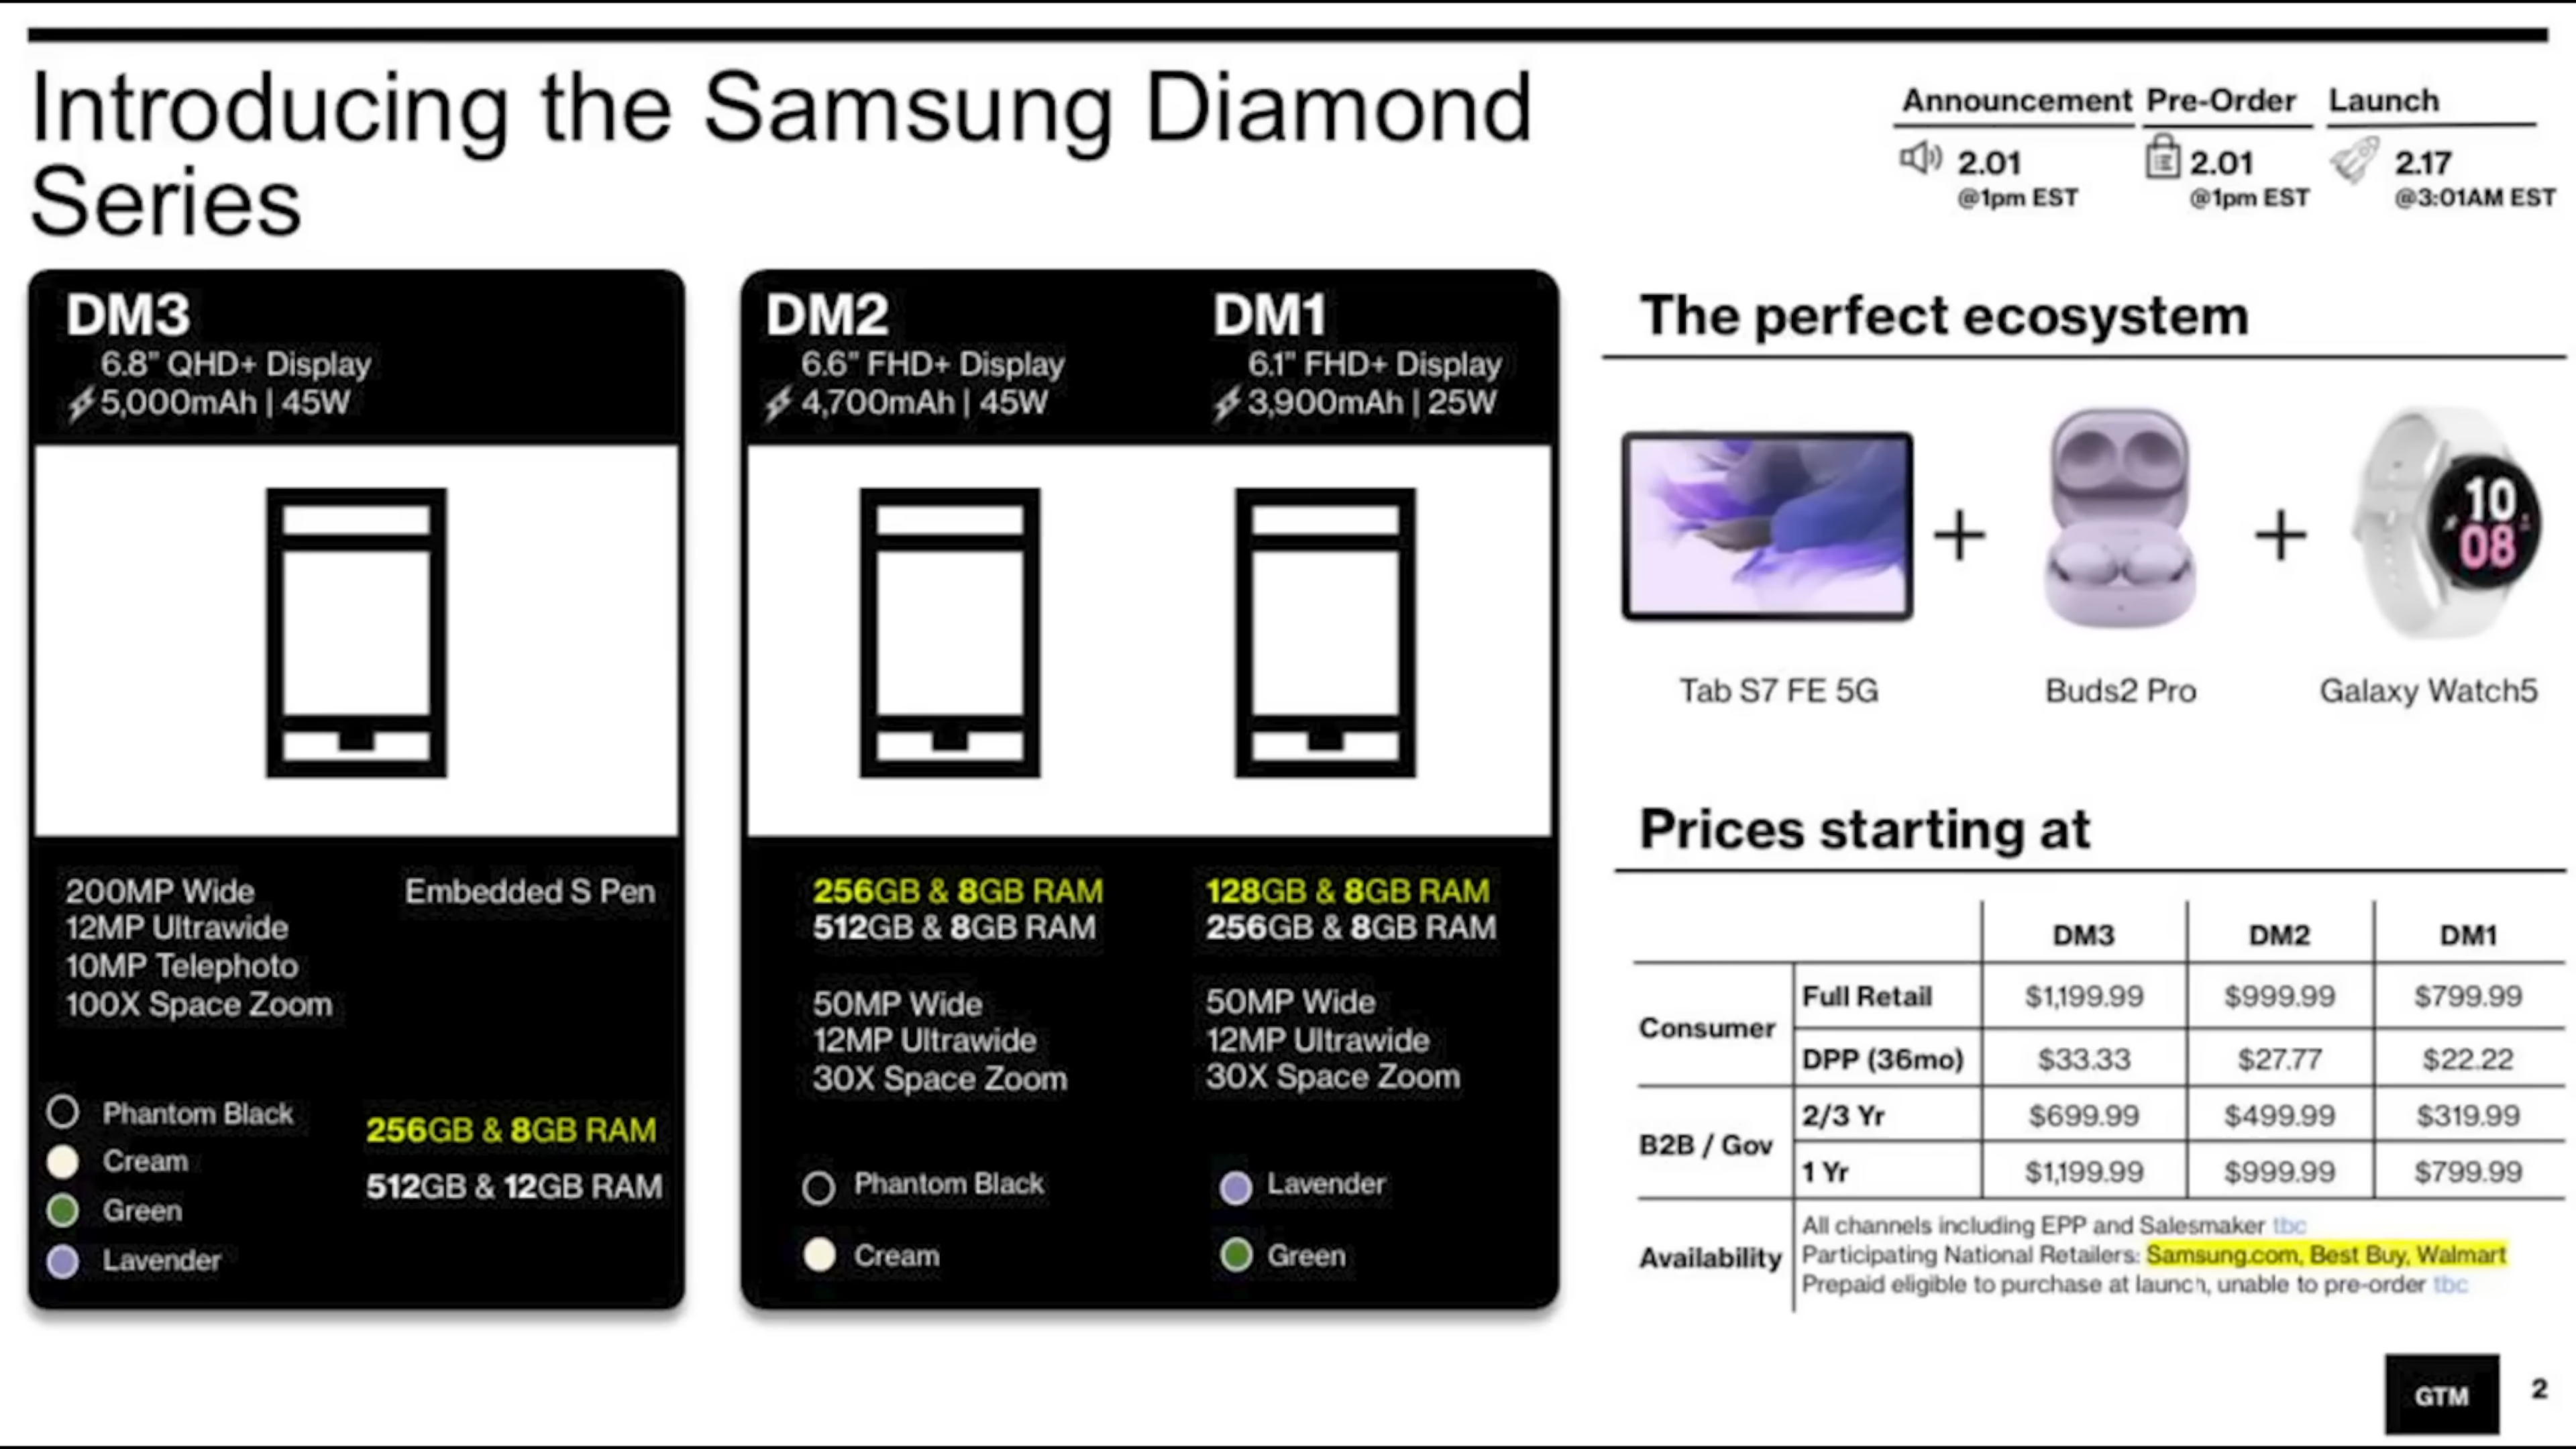 Introducing the Samsung Diamond
Series
Announcement Pre-Order Launch
2.01 2.01 2.17
@1pm EST @1pm EST @3:01AM EST
DM3
6.8" QHD+ Display
5,000mAh | 45W
200MP Wide
12MP Ultrawide
10MP Telephoto
100X Space Zoom
Embedded S Pen
Phantom Black
Cream
Green
Lavender
256GB & 8GB RAM
512GB & 12GB RAM
DM2
6.6" FHD+ Display
4,700mAh | 45W
DM1
6.1" FHD+ Display
3,900mAh | 25W
256GB & 8GB RAM
512GB & 8GB RAM
50MP Wide
12MP Ultrawide
30X Space Zoom
128GB & 8GB RAM
256GB & 8GB RAM
50MP Wide
12MP Ultrawide
30X Space Zoom
Phantom Black
Cream
Lavender
Green
The perfect ecosystem
10
08
Tab S7 FE 5G
Buds2 Pro
Galaxy Watch5
Prices starting at
DM3 DM2 DM1
Consumer
Full Retail $1,199.99 $999.99 $799.99
DPP (36mo) $33.33 $27.77 $22.22
B2B / Gov
2/3 Yr $699.99 $499.99 $319.99
1 Yr $1,199.99 $999.99 $799.99
Availability
All channels including EPP and Salesmaker tbc
Participating National Retailers: Samsung.com, Best Buy, Walmart
Prepaid eligible to purchase at launch, unable to pre-order tbc
GTM
2